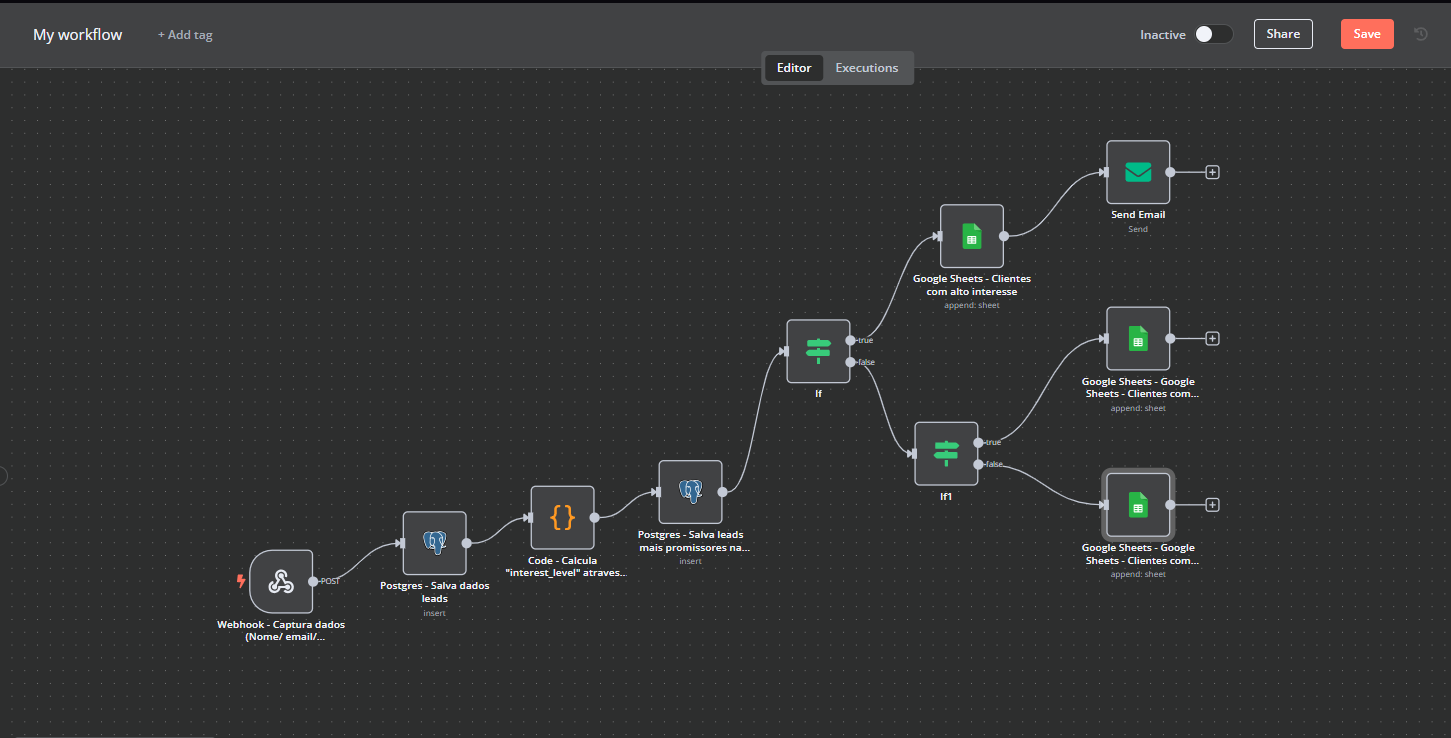 My workflow
+ Add tag
Inactive
Share
Save
Editor
Executions
Send Email
Send
Google Sheets - Clientes
com alto interesse
append: sheet
true
false
If
Google Sheets - Google
Sheets - Clientes com...
append: sheet
true
false
If1
Google Sheets - Google
Sheets - Clientes com...
append: sheet
Postgres - Salva leads
mais promissores na...
insert
Code - Calcula
"interest_level" atraves...
Postgres - Salva dados
leads
insert
POST
Webhook - Captura dados
(Nome/ email/...